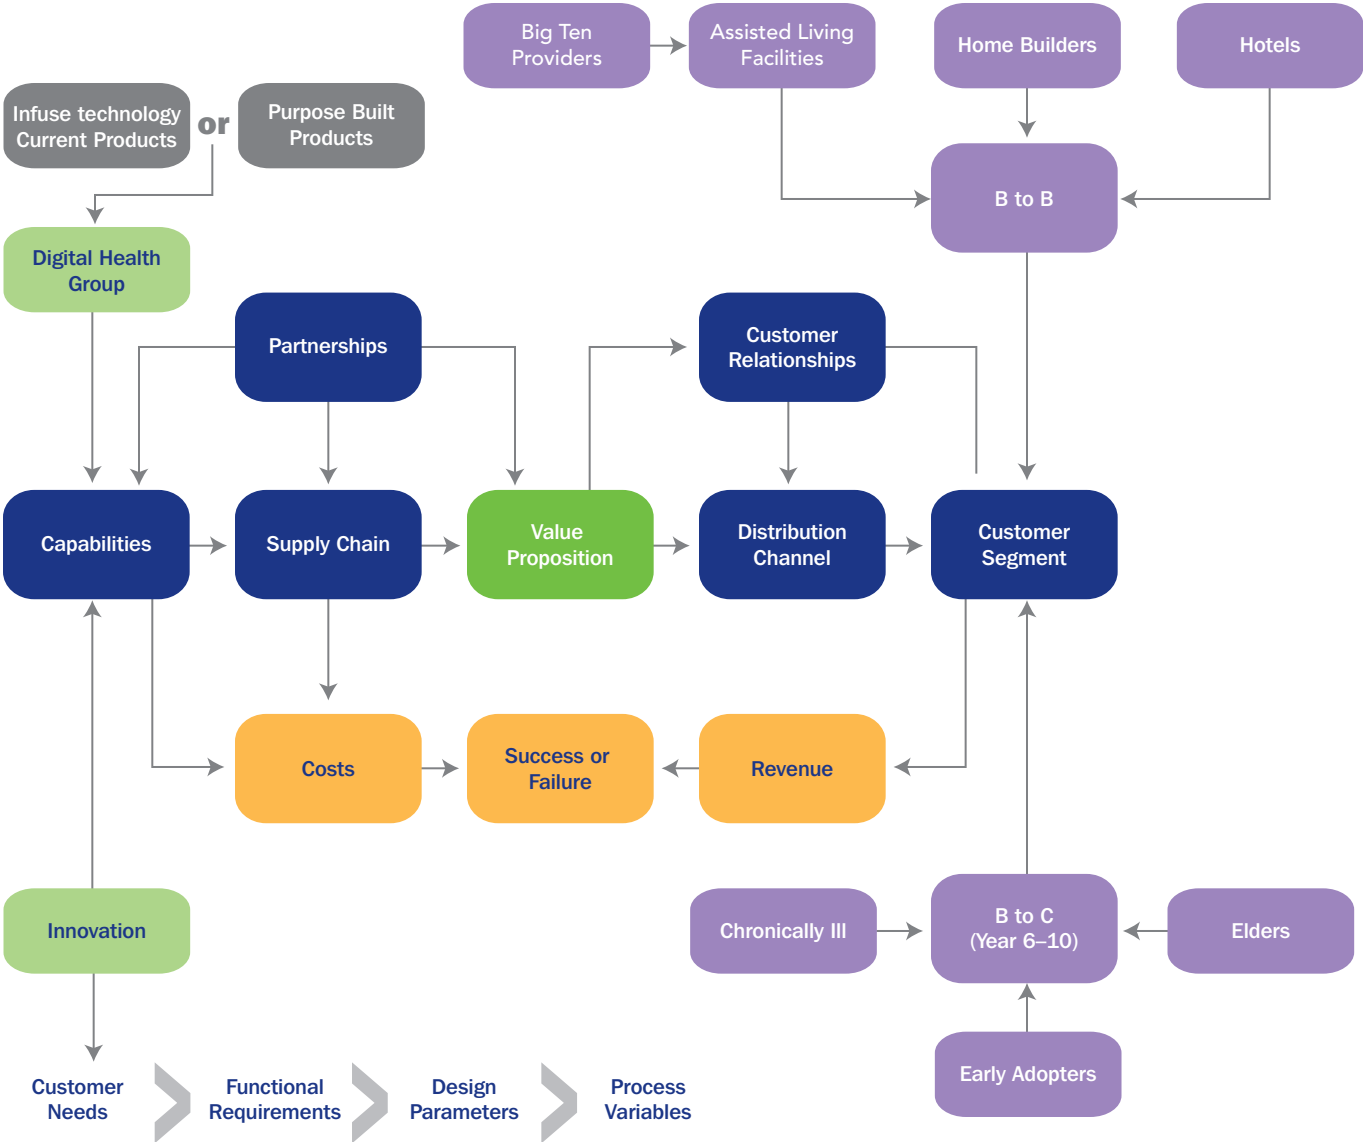 Big Ten
Providers
Assisted Living
Facilities
Home Builders
Hotels
Infuse technology
Current Products
or
Purpose Built
Products
B to B
Digital Health
Group
Partnerships
Customer
Relationships
Capabilities
Supply Chain
Value
Proposition
Distribution
Channel
Customer
Segment
Costs
Success or
Failure
Revenue
Innovation
Chronically Ill
B to C
(Year 6–10)
Elders
Early Adopters
Customer
Needs
Functional
Requirements
Design
Parameters
Process
Variables